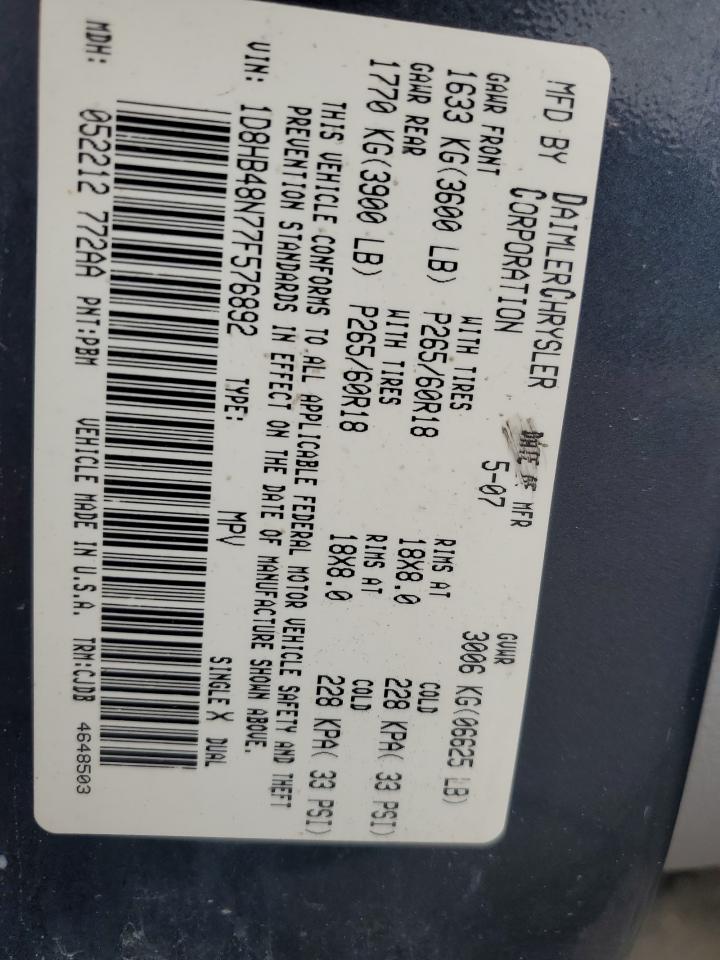 MFD BY DAIMLERCHRYSLER CORPORATION
DATE OF MFR
5-07
GVWR
3006 KG(06625 LB)
GAWR FRONT
1633 KG(3600 LB)
WITH TIRES
P265/60R18
RIMS AT
18X8.0
COLD
228 KPA( 33 PSI)
GAWR REAR
1770 KG(3900 LB)
WITH TIRES
P265/60R18
RIMS AT
18X8.0
COLD
228 KPA( 33 PSI)
THIS VEHICLE CONFORMS TO ALL APPLICABLE FEDERAL MOTOR VEHICLE SAFETY AND THEFT
PREVENTION STANDARDS IN EFFECT ON THE DATE OF MANUFACTURE SHOWN ABOVE.
VIN: 1D8HB48N77F576892 TYPE: MPV SINGLE X DUAL
MDH: 052212 772AA PNT:PBM VEHICLE MADE IN U.S.A. TRM:CJDB 4648503